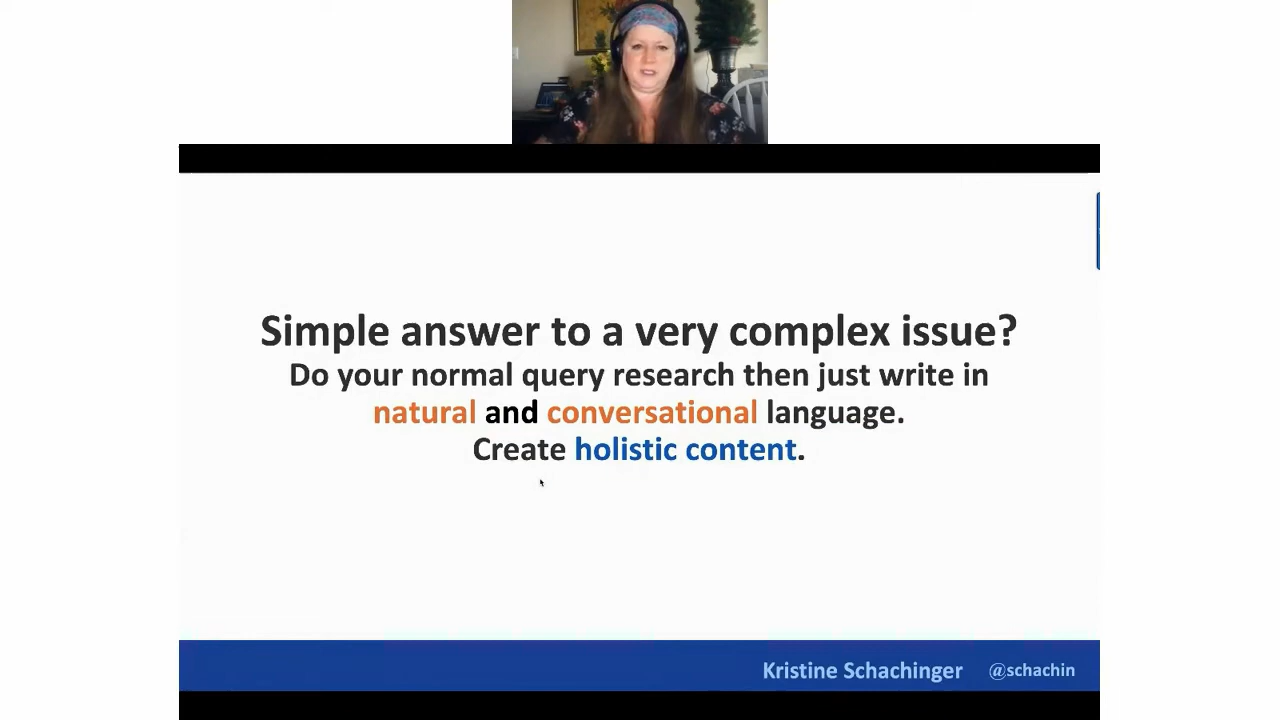 Simple answer to a very complex issue?
Do your normal query research then just write in
natural and conversational language.
Create holistic content.
Kristine Schachinger @schachin